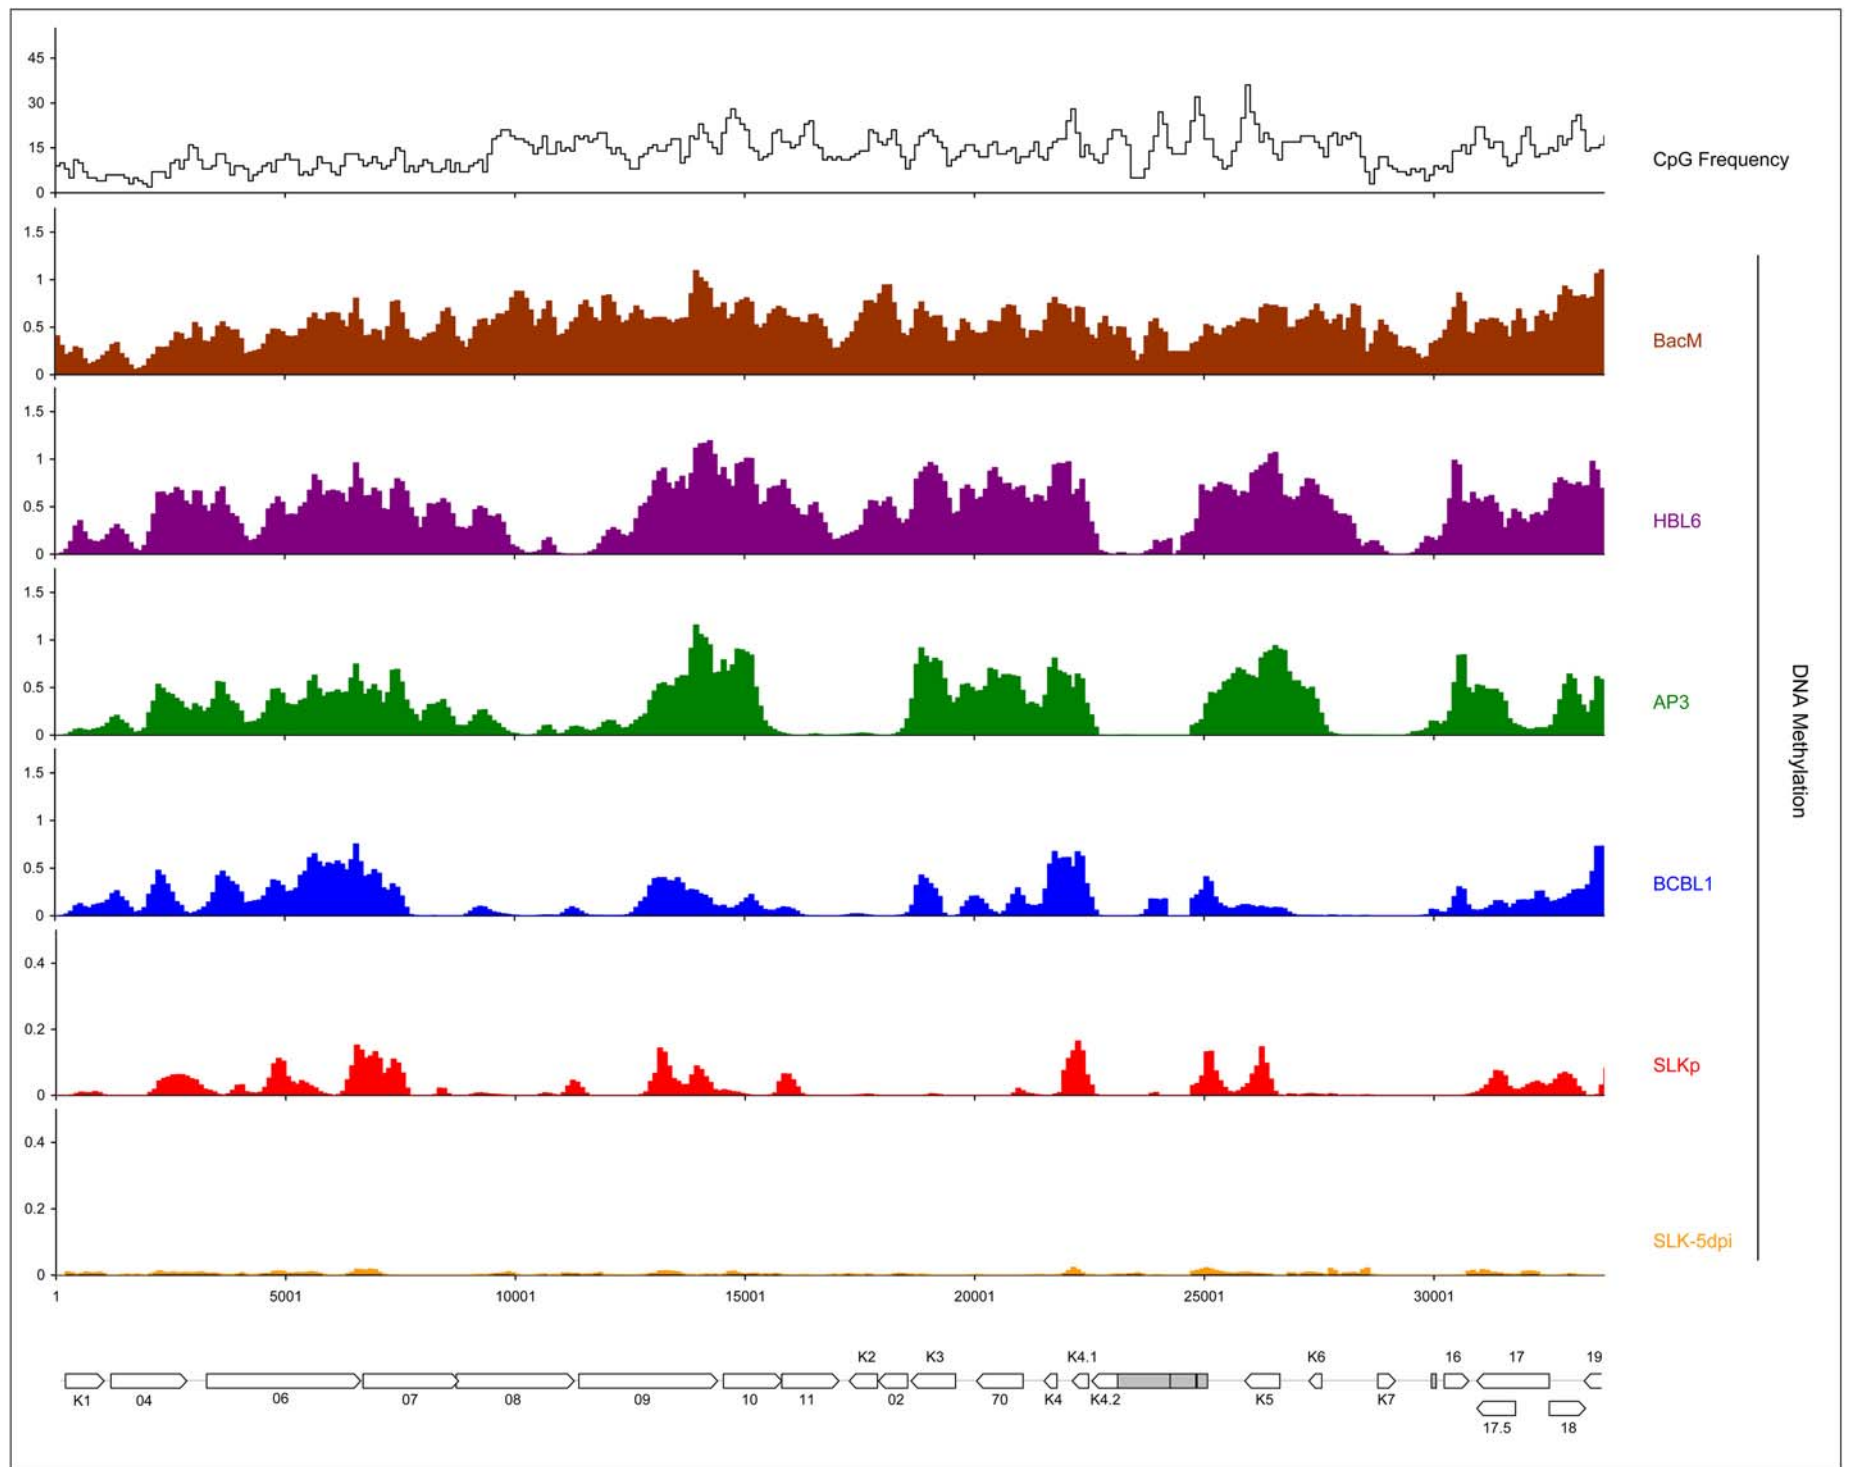 45
30
15
0
CpG Frequency
1.5
1
0.5
0
BacM
1.5
1
0.5
0
HBL6
1.5
1
0.5
0
AP3
1.5
1
0.5
0
BCBL1
0.4
0.2
0
SLKp
0.4
0.2
0
SLK-5dpi
DNA Methylation
1 5001 10001 15001 20001 25001 30001
K2 K3 K4.1 K6 16 17 19
K1 04 06 07 08 09 10 11 02 70 K4 K4.2 K5 K7
17.5 18